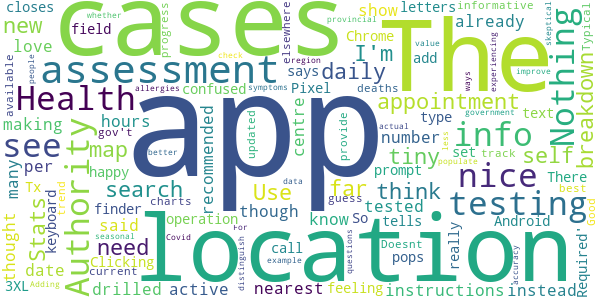 whether
closes
new
love
field
available
people
making
happy
Health
see
many
per
map
Authority
hours
finder
need
Stats
Tx
trend
thought
said
keyboard
date
3XL
Adding
cases
assessment
progress
allergies
gov't
says
confused
centre
search
recommended
better
charts
Clicking
current
seasonal
Covid
operation
drilled
active
app
location
The
elsewhere
show
letters
provincial
informative
skeptical
Typical
I'm
Chrome
already
field
add
value
ways
experiencing
region
check
symptoms
Pixel
deaths
daily
appointment
updated
provide
type
text
number
set
track
tiny
info
Nothing
breakdown
self
government
improve
prompt
actual
less
populate
There
best
nice
Use
far
think
testing
data
guess
though
know
So
tested
Doesnt
Android
really
Good
Required'
call
tells
nearest
feeling
pops
instructions
instead
For
distinguish
example
questions
accuracy